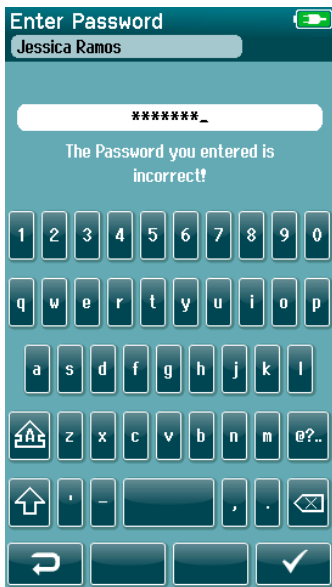 Enter Password
Jessica Ramos
*******_
The Password you entered is
incorrect!
1 2 3 4 5 6 7 8 9 0
q w e r t y u i o p
a s d f g h j k l
A z x c v b n m @?..
' - , .